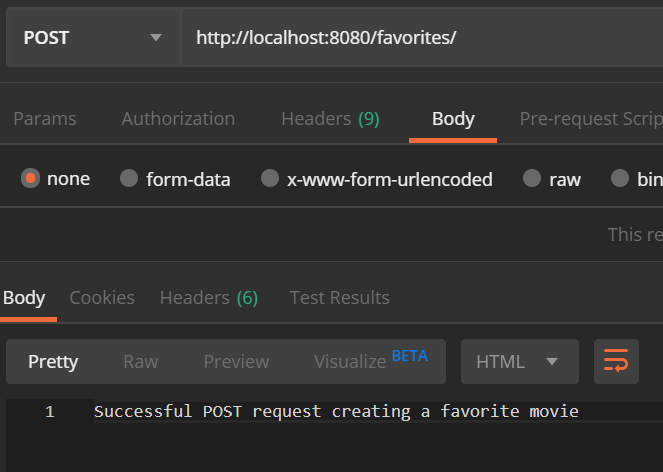 POST http://localhost:8080/favorites/
Params Authorization Headers (9) Body Pre-request Scrip
none form-data x-www-form-urlencoded raw bin
This re
Body Cookies Headers (6) Test Results
Pretty Raw Preview Visualize BETA HTML
1 Successful POST request creating a favorite movie